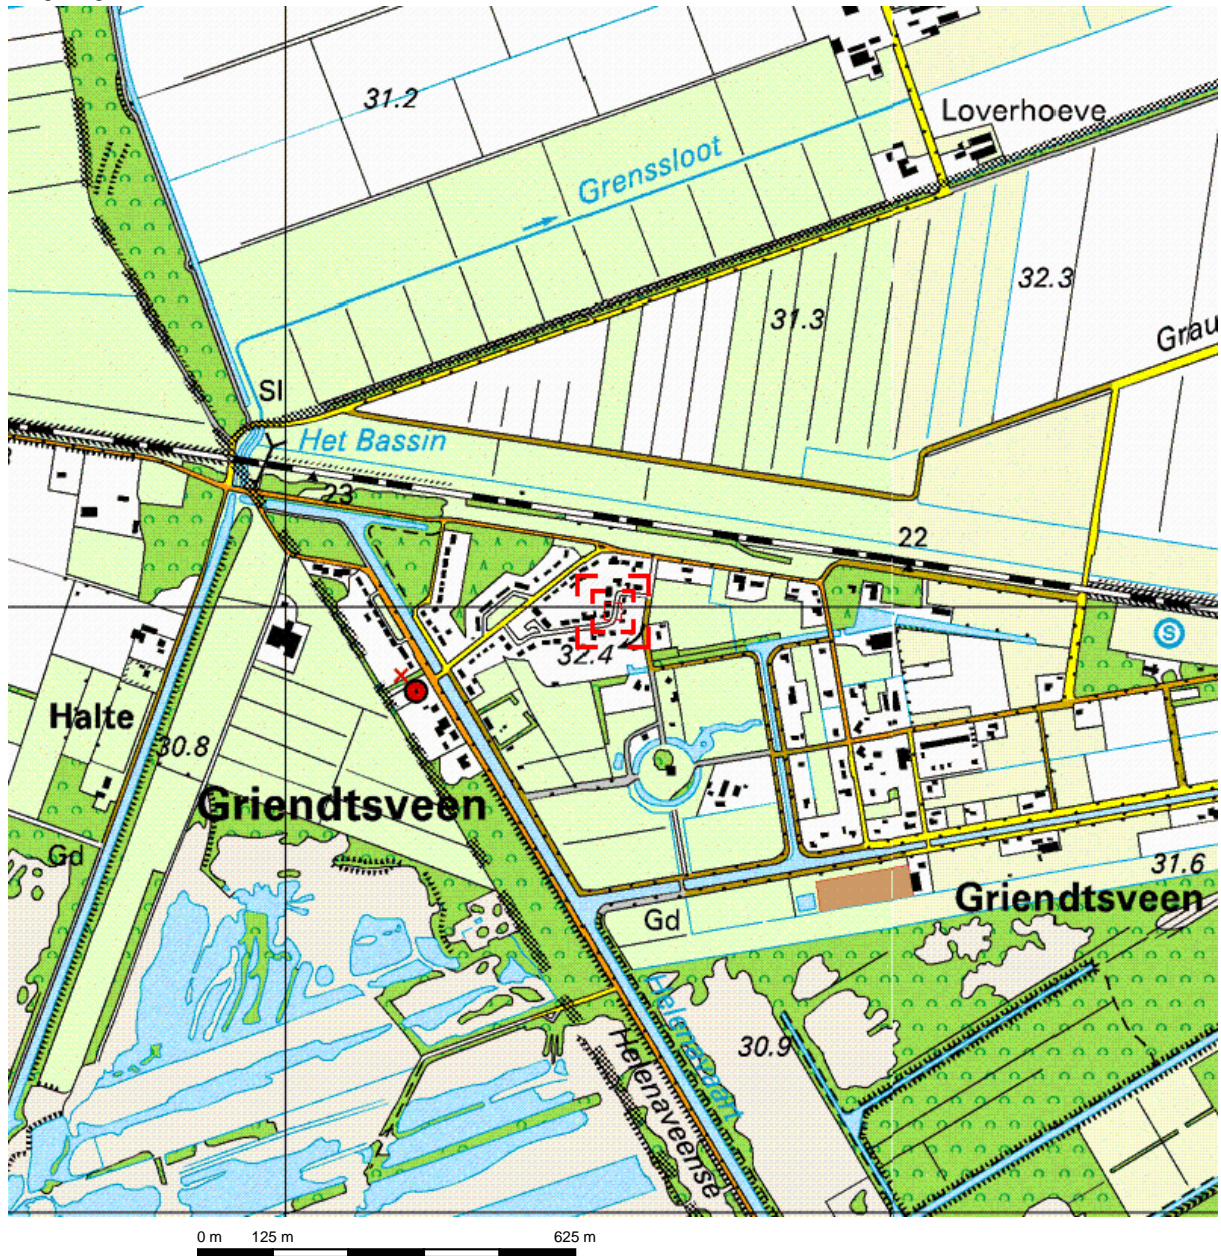 31.2
Loverhoeve
Grenssloot
32.3
31.3
Grau
Sl
Het Bassin
23
22
S
32.4
Halte
30.8
Griendtsveen
Gd
31.6
Griendtsveen
Gd
Helenavaart
30.9
Helenaveense
0 m 125 m 625 m